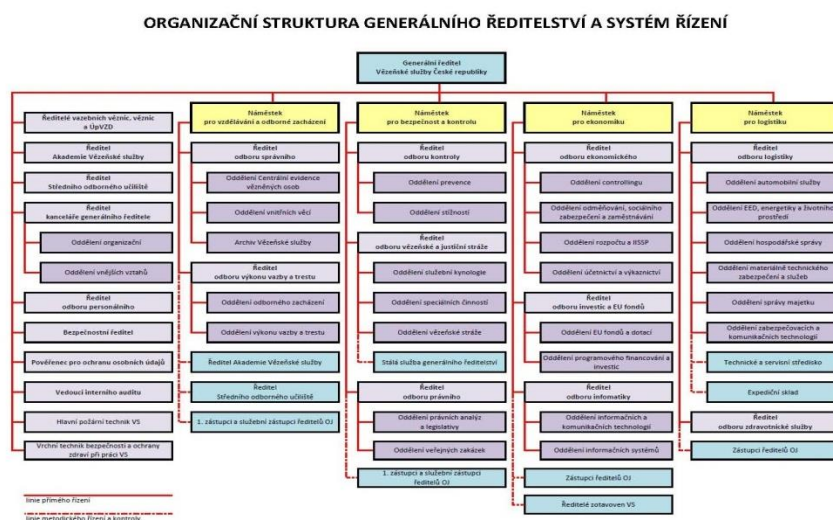 ORGANIZAČNÍ STRUKTURA GENERÁLNÍHO ŘEDITELSTVÍ A SYSTÉM ŘÍZENÍ
Generální ředitel
Vězeňské služby České republiky
Ředitelé vazebních věznic, věznic
a ÚpVZD
Ředitel
Akademie Vězeňské služby
Ředitel
Středního odborného učiliště
Ředitel
kanceláře generálního ředitele
Oddělení organizační
Oddělení vnějších vztahů
Ředitel
odboru personálního
Bezpečnostní ředitel
Pověřenec pro ochranu osobních údajů
Vedoucí interního auditu
Hlavní požární technik VS
Vrchní technik bezpečnosti a ochrany
zdraví při práci VS
Náměstek
pro vzdělávání a odborné zacházení
Ředitel
odboru správního
Oddělení Centrální evidence
vězněných osob
Oddělení vnitřních věcí
Archiv Vězeňské služby
Ředitel
odboru výkonu vazby a trestu
Oddělení odborného zacházení
Oddělení výkonu vazby a trestu
Ředitel Akademie Vězeňské služby
Ředitel
Středního odborného učiliště
1. zástupci a služební zástupci ředitelů OJ
Náměstek
pro bezpečnost a kontrolu
Ředitel
odboru kontroly
Oddělení prevence
Oddělení stížností
Ředitel
odboru vězeňské a justiční stráže
Oddělení služební kynologie
Oddělení speciálních činností
Oddělení vězeňské stráže
Stálá služba generálního ředitelství
Ředitel
odboru právního
Oddělení právních analýz
a legislativy
Oddělení veřejných zakázek
1. zástupci a služební zástupci
ředitelů OJ
Náměstek
pro ekonomiku
Ředitel
odboru ekonomického
Oddělení controllingu
Oddělení odměňování, sociálního
zabezpečení a zaměstnávání
Oddělení rozpočtu a IISSP
Oddělení účetnictví a výkaznictví
Ředitel
odboru investic a EU fondů
Oddělení EU fondů a dotací
Oddělení programového financování a
investic
Ředitel
odboru infomatiky
Oddělení informačních a
komunikačních technologií
Oddělení informačních systémů
Zástupci ředitelů OJ
Ředitelé zotavoven VS
Náměstek
pro logistiku
Ředitel
odboru logistiky
Oddělení automobilní služby
Oddělení EED, energetiky a životního
prostředí
Oddělení hospodářské správy
Oddělení materiálně technického
zabezpečení a služeb
Oddělení správy majetku
Oddělení zabezpečovacích a
komunikačních technologií
Technické a servisní středisko
Expediční sklad
Ředitel
odboru zdravotnické služby
Zástupci ředitelů OJ
linie přímého řízení
linie metodického řízení a kontroly